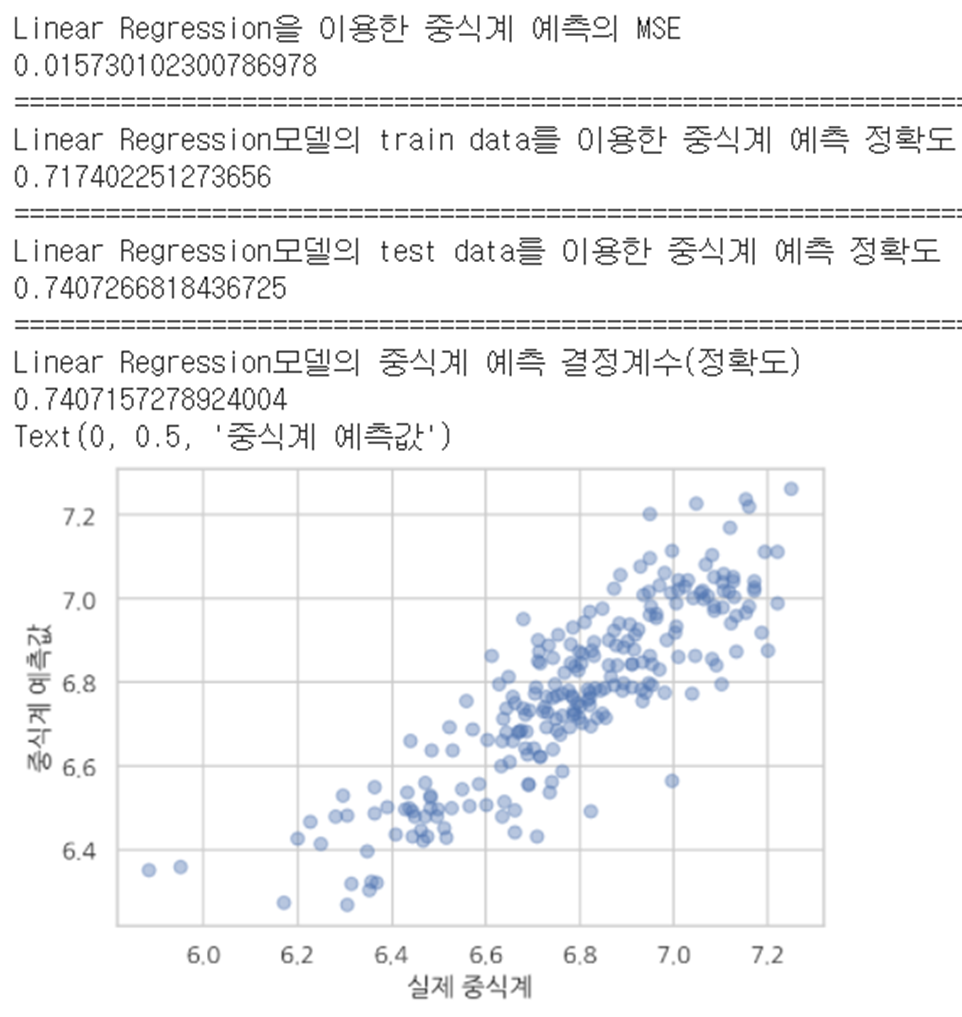 Linear Regression을 이용한 중식계 예측의 MSE
0.015730102300786978
================================================================
Linear Regression모델의 train data를 이용한 중식계 예측 정확도
0.717402251273656
================================================================
Linear Regression모델의 test data를 이용한 중식계 예측 정확도
0.7407266818436725
================================================================
Linear Regression모델의 중식계 예측 결정계수(정확도)
0.7407157278924004
Text(0, 0.5, '중식계 예측값')
7.2
7.0
6.8
6.6
6.4
중식계 예측값
6.0 6.2 6.4 6.6 6.8 7.0 7.2
실제 중식계